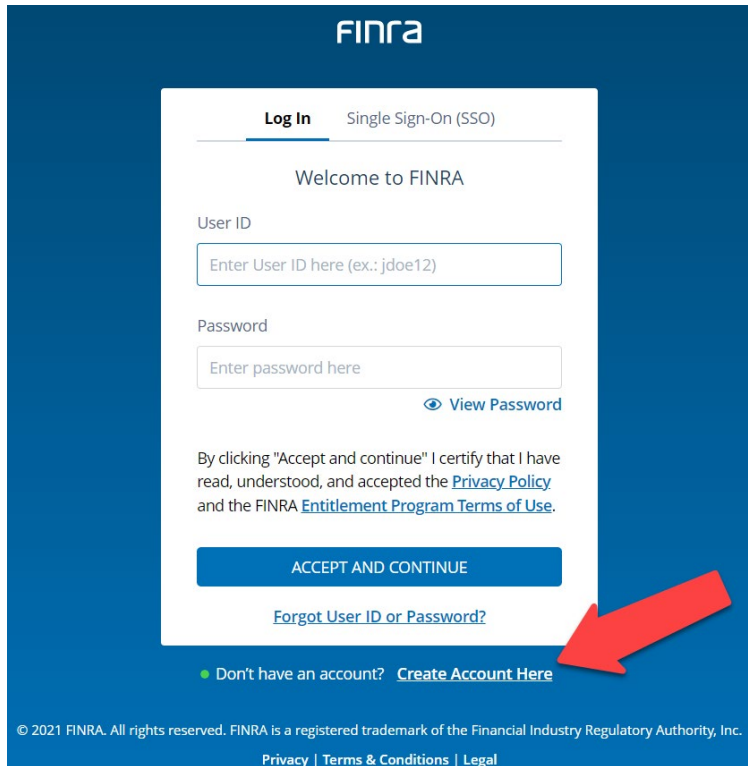 FINRA
Log In Single Sign-On (SSO)
Welcome to FINRA
User ID
Enter User ID here (ex.: jdoe12)
Password
Enter password here
View Password
By clicking "Accept and continue" I certify that I have
read, understood, and accepted the Privacy Policy
and the FINRA Entitlement Program Terms of Use.
ACCEPT AND CONTINUE
Forgot User ID or Password?
Don't have an account? Create Account Here
© 2021 FINRA. All rights reserved. FINRA is a registered trademark of the Financial Industry Regulatory Authority, Inc.
Privacy | Terms & Conditions | Legal